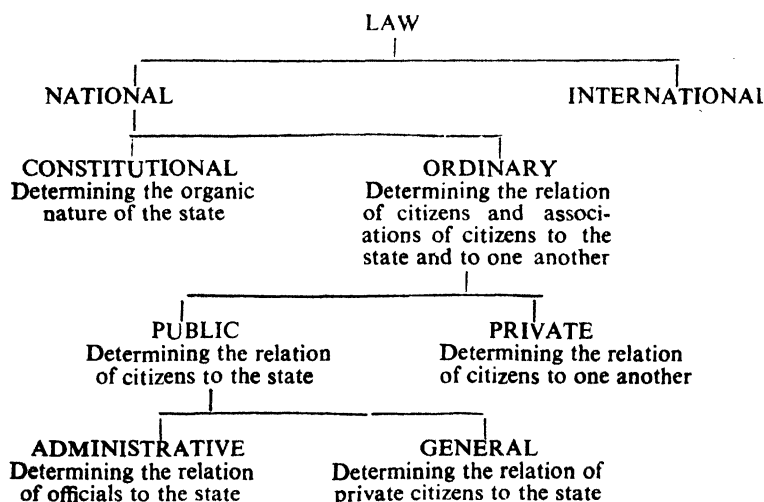 LAW
NATIONAL INTERNATIONAL
CONSTITUTIONAL
Determining the organic
nature of the state
ORDINARY
Determining the relation
of citizens and associ-
ations of citizens to the
state and to one another
PUBLIC
Determining the relation
of citizens to the state
PRIVATE
Determining the relation
of citizens to one another
ADMINISTRATIVE
Determining the relation
of officials to the state
GENERAL
Determining the relation of
private citizens to the state